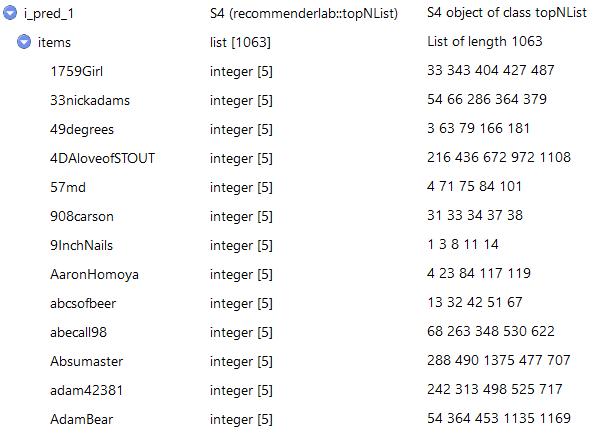 i_pred_1 S4 (recommenderlab::topNList) S4 object of class topNList
items list [1063] List of length 1063
1759Girl integer [5] 33 343 404 427 487
33nickadams integer [5] 54 66 286 364 379
49degrees integer [5] 3 63 79 166 181
4DAloveofSTOUT integer [5] 216 436 672 972 1108
57md integer [5] 4 71 75 84 101
908carson integer [5] 31 33 34 37 38
9InchNails integer [5] 1 3 8 11 14
AaronHomoya integer [5] 4 23 84 117 119
abcsofbeer integer [5] 13 32 42 51 67
abecall98 integer [5] 68 263 348 530 622
Absumaster integer [5] 288 490 1375 477 707
adam42381 integer [5] 242 313 498 525 717
AdamBear integer [5] 54 364 453 1135 1169